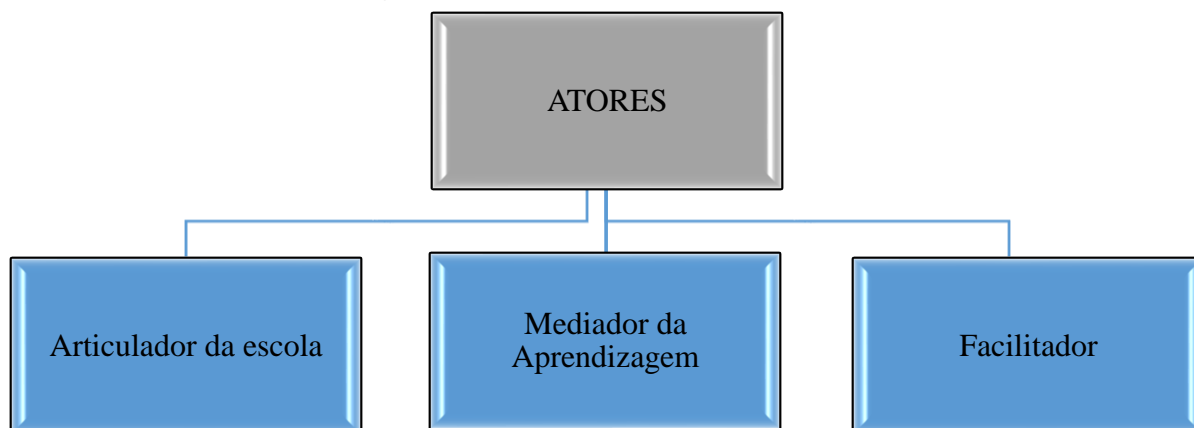 ATORES
Articulador da escola
Mediador da
Aprendizagem
Facilitador